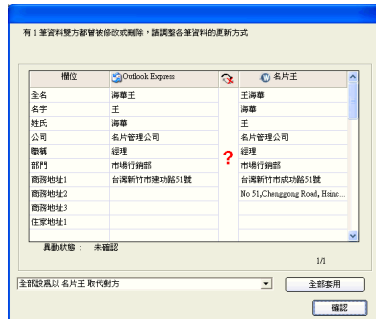 有 1 筆資料雙方都曾被修改或刪除，請調整各筆資料的更新方式
欄位 Outlook Express 名片王
全名 海華王 王海華
名字 王 海華
姓氏 海華 王
公司 名片管理公司 名片管理公司
職稱 經理 經理
部門 市場行銷部 ? 市場行銷部
商務地址1 台灣新竹市建功路51號 台灣新竹市成功路51號
商務地址2 No 51,Chenggong Road, Hsinc...
商務地址3
住家地址1
異動狀態： 未確認
1/1
全部設為以 名片王 取代對方 全部套用
確認